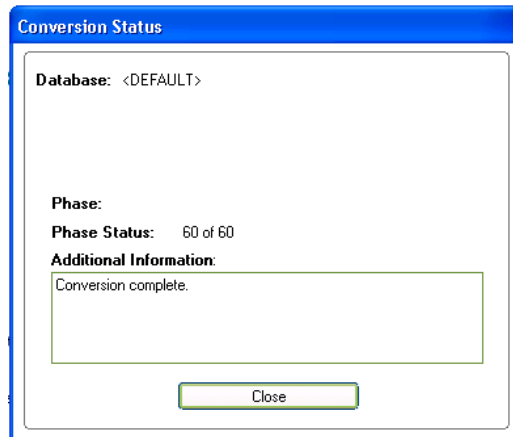 Conversion Status
Database: <DEFAULT>
Phase:
Phase Status: 60 of 60
Additional Information:
Conversion complete.
Close